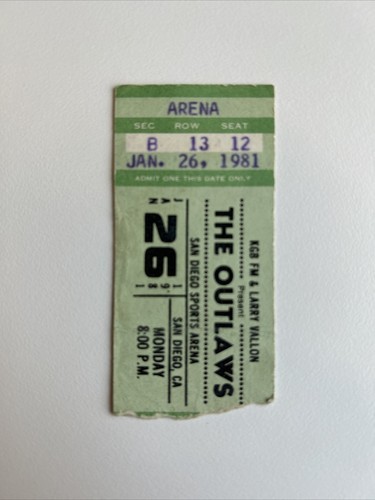 ARENA
SEC ROW SEAT
B 13 12
JAN. 26, 1981
ADMIT ONE THIS DATE ONLY
KGB FM & LARRY VALLON
Present
THE OUTLAWS
SAN DIEGO SPORTS ARENA
SAN DIEGO, CA
JAN
26
1981
MONDAY
8:00 P.M.